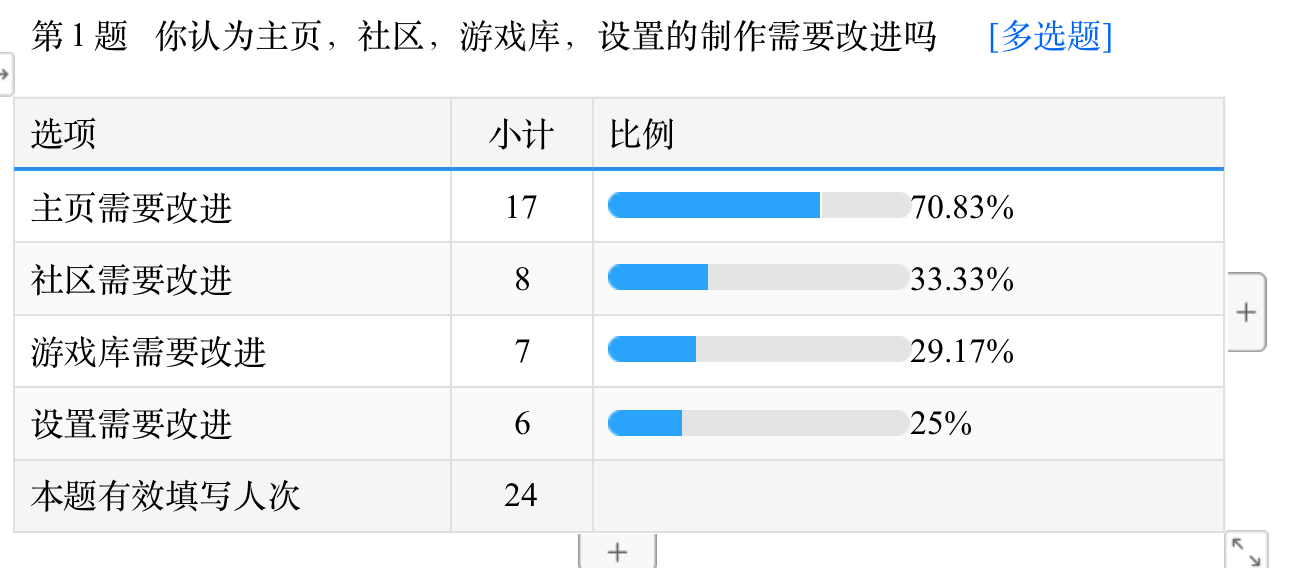 第 1 题 你认为主页，社区，游戏库，设置的制作需要改进吗 [多选题]
选项 小计 比例
主页需要改进 17 70.83%
社区需要改进 8 33.33%
游戏库需要改进 7 29.17%
设置需要改进 6 25%
本题有效填写人次 24